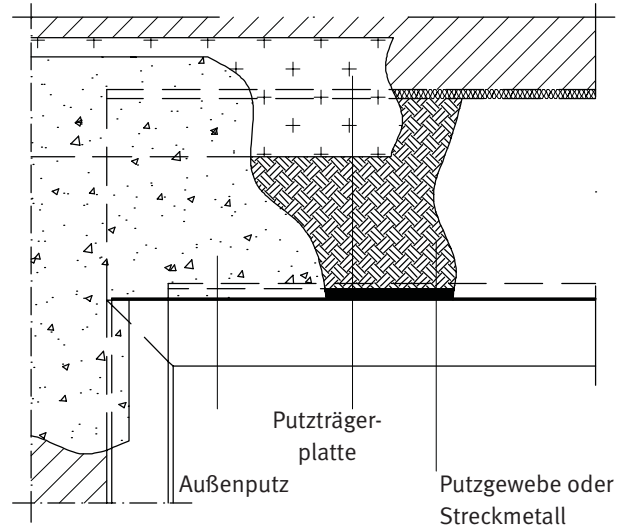 Putzträger-
platte
Außenputz
Putzgewebe oder
Streckmetall